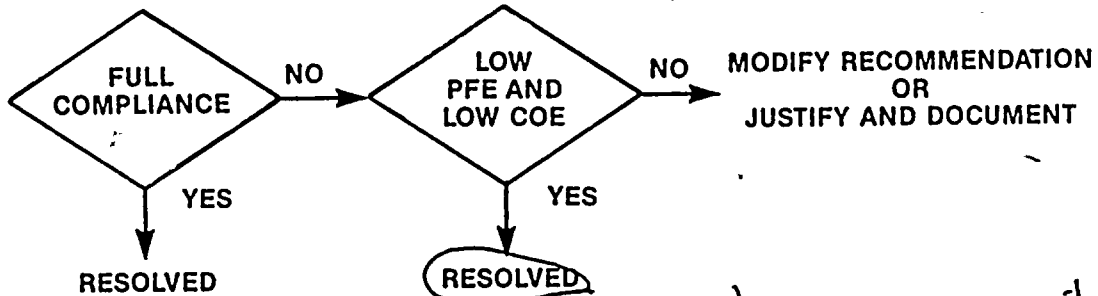 FULL
COMPLIANCE
NO
LOW
PFE AND
LOW COE
NO
MODIFY RECOMMENDATION
OR
JUSTIFY AND DOCUMENT
YES
YES
RESOLVED
RESOLVED